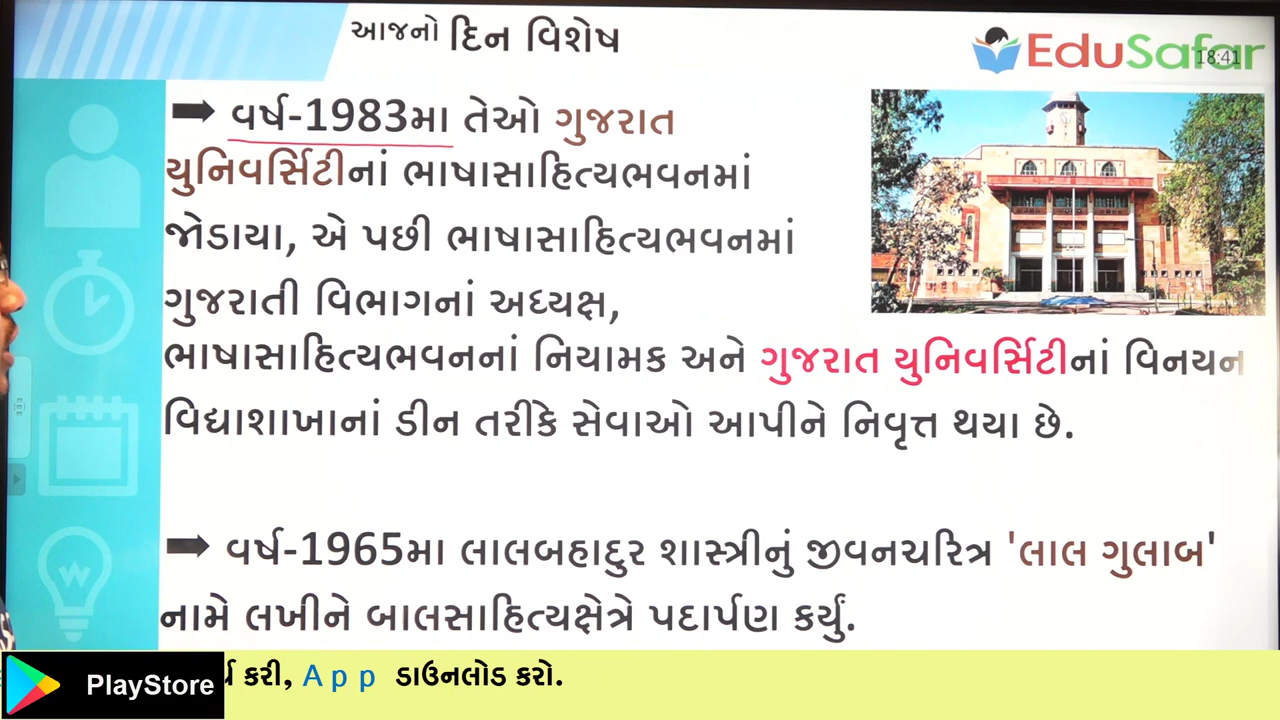 આજનો દિન વિશેષ
EduSafar
18:41
➡ વર્ષ-1983મા તેઓ ગુજરાત
યુનિવર્સિટીનાં ભાષાસાહિત્યભવનમાં
જોડાયા, એ પછી ભાષાસાહિત્યભવનમાં
ગુજરાતી વિભાગનાં અધ્યક્ષ,
ભાષાસાહિત્યભવનનાં નિયામક અને ગુજરાત યુનિવર્સિટીનાં વિનયન
વિદ્યાશાખાનાં ડીન તરીકે સેવાઓ આપીને નિવૃત્ત થયા છે.
➡ વર્ષ-1965મા લાલબહાદુર શાસ્ત્રીનું જીવનચરિત્ર 'લાલ ગુલાબ'
નામે લખીને બાલસાહિત્યક્ષેત્રે પદાર્પણ કર્યું.
PlayStore
કરી, App ડાઉનલોડ કરો.